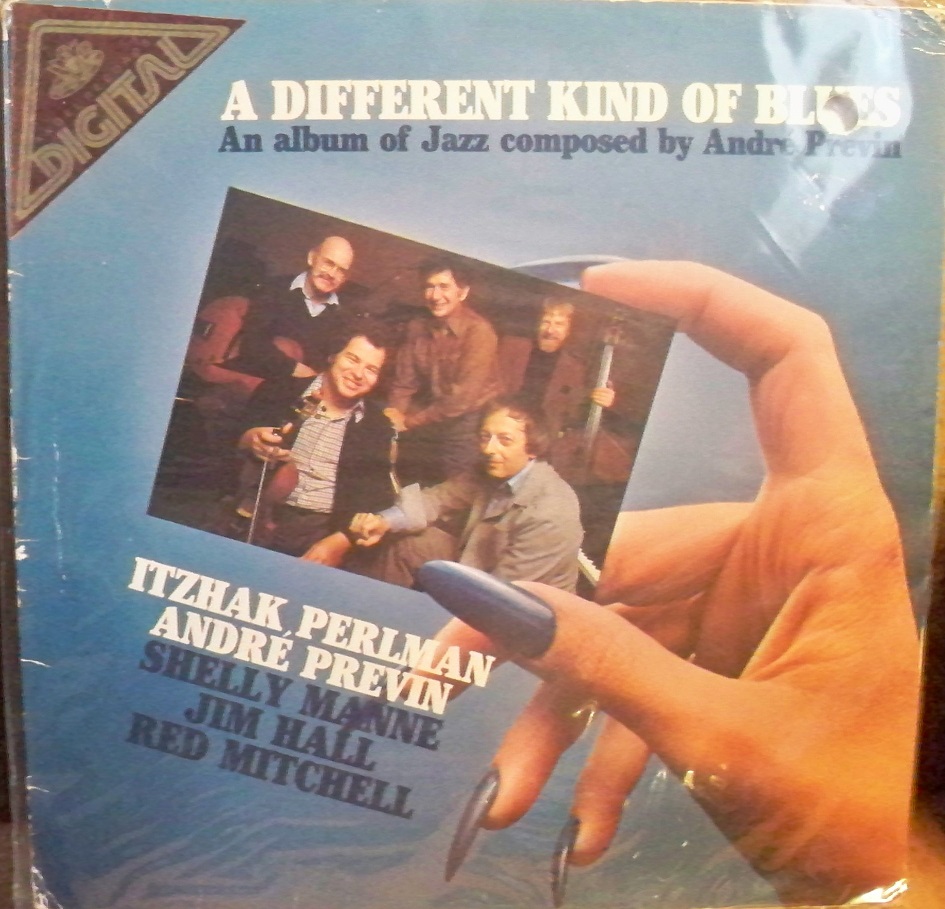 DIGITAL
A DIFFERENT KIND OF BLUES
An album of Jazz composed by Andre Previn
ITZHAK PERLMAN
ANDRÉ PREVIN
SHELLY MANNE
JIM HALL
RED MITCHELL